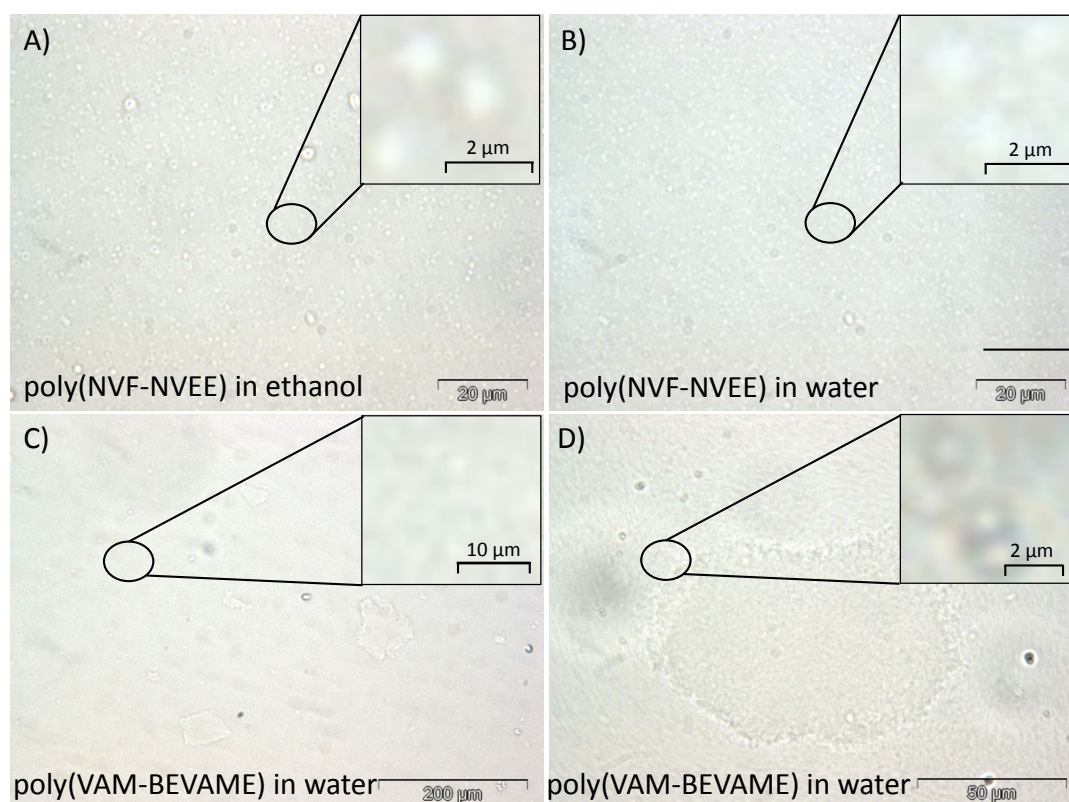 A)
2 µm
poly(NVF-NVEE) in ethanol
20 µm
B)
2 µm
poly(NVF-NVEE) in water
20 µm
C)
10 µm
poly(VAM-BEVAME) in water
200 µm
D)
2 µm
poly(VAM-BEVAME) in water
50 µm